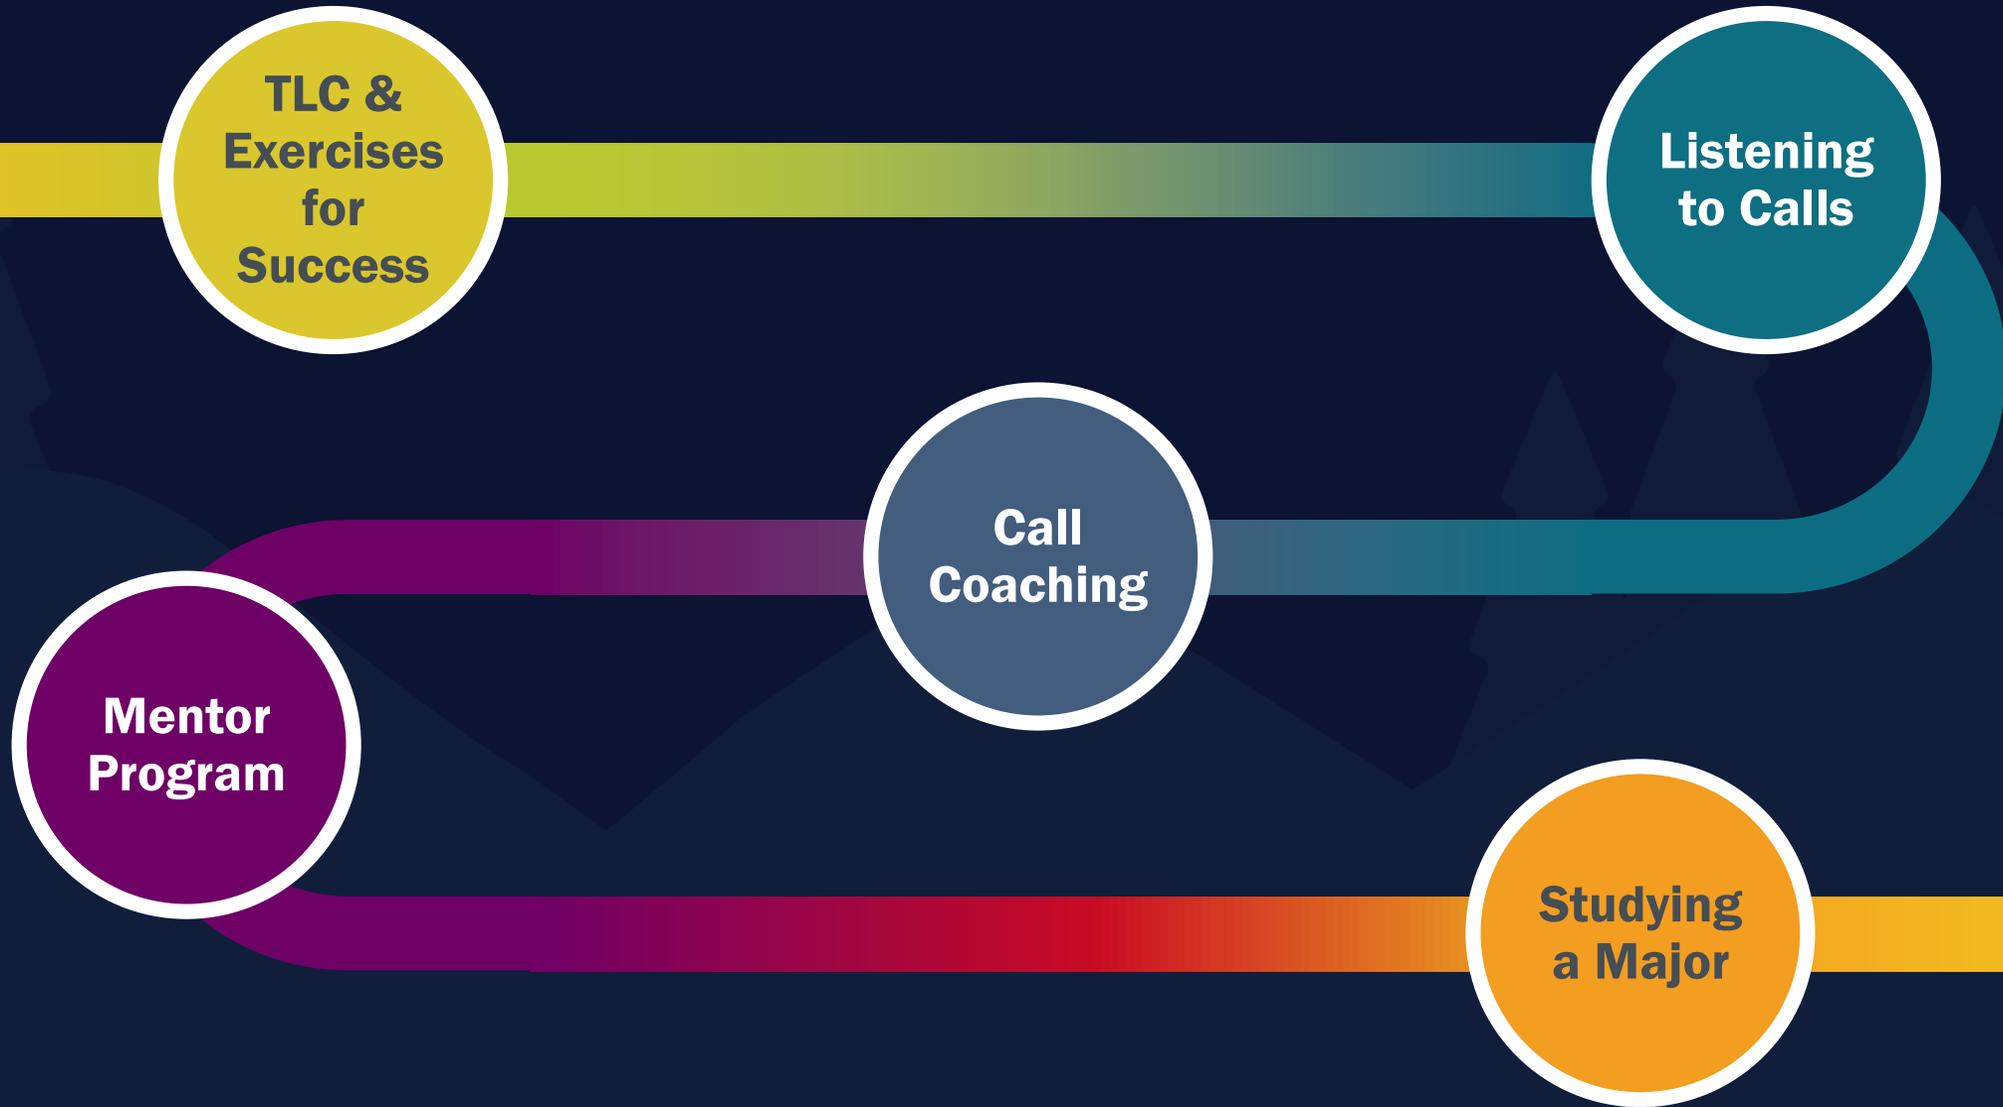 TLC &
Exercises
for
Success
Listening
to Calls
Call
Coaching
Mentor
Program
Studying
a Major